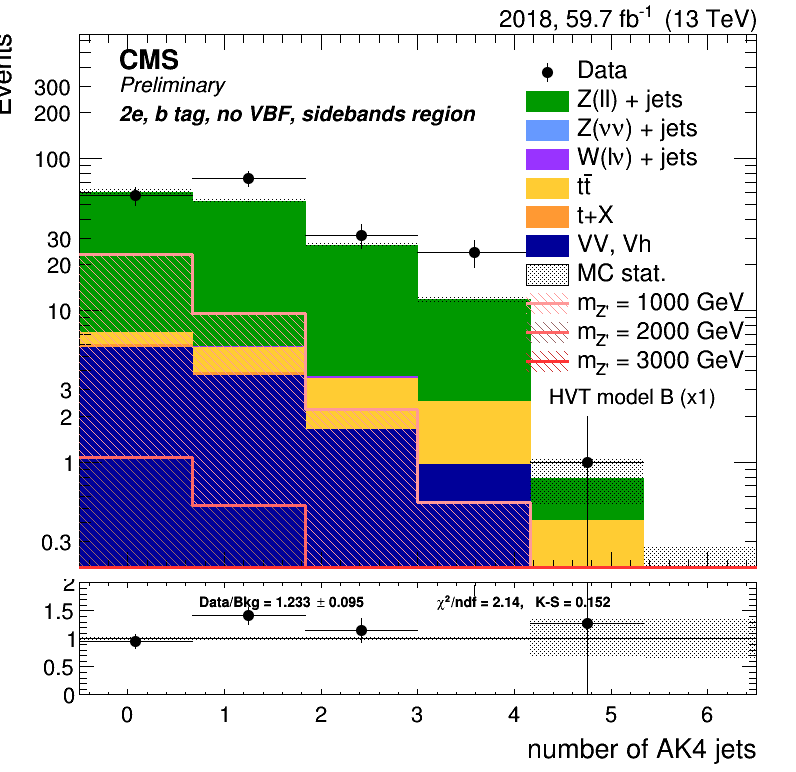 2018, 59.7 fb⁻¹ (13 TeV)
Events
CMS
Preliminary
2e, b tag, no VBF, sidebands region
Data
Z(ll) + jets
Z(νν) + jets
W(lν) + jets
tt̄
t+X
VV, Vh
MC stat.
m_Z' = 1000 GeV
m_Z' = 2000 GeV
m_Z' = 3000 GeV
HVT model B (x1)
300
200
100
30
20
10
3
2
1
0.3
Data/Bkg = 1.233 ± 0.095
χ²/ndf = 2.14, K-S = 0.152
2
1.5
1
0.5
0
0 1 2 3 4 5 6
number of AK4 jets